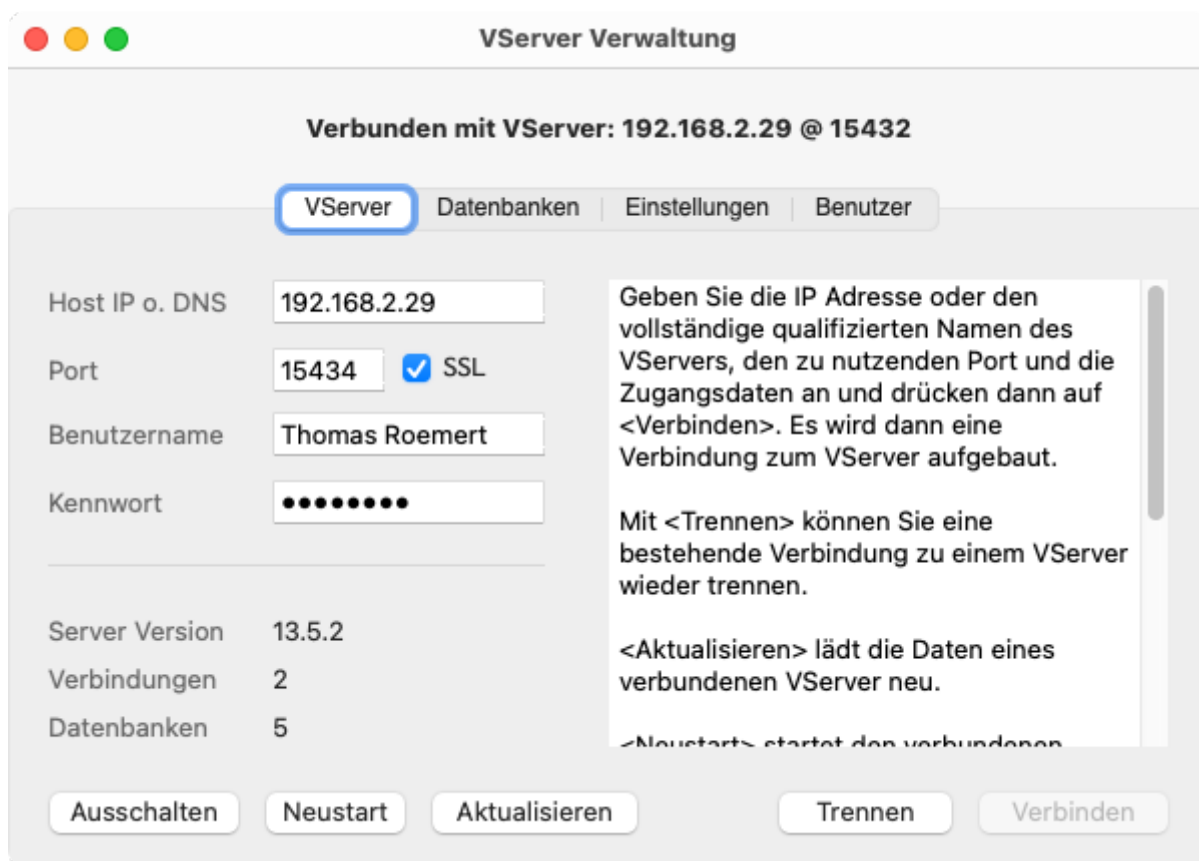 VServer Verwaltung
Verbunden mit VServer: 192.168.2.29 @ 15432
VServer Datenbanken Einstellungen Benutzer
Host IP o. DNS 192.168.2.29
Port 15434 SSL
Benutzername Thomas Roemert
Kennwort ••••••••
Server Version 13.5.2
Verbindungen 2
Datenbanken 5
Geben Sie die IP Adresse oder den
vollständige qualifizierten Namen des
VServers, den zu nutzenden Port und die
Zugangsdaten an und drücken dann auf
<Verbinden>. Es wird dann eine
Verbindung zum VServer aufgebaut.
Mit <Trennen> können Sie eine
bestehende Verbindung zu einem VServer
wieder trennen.
<Aktualisieren> lädt die Daten eines
verbundenen VServer neu.
<Neustart> startet den verbundenen
Ausschalten Neustart Aktualisieren Trennen Verbinden